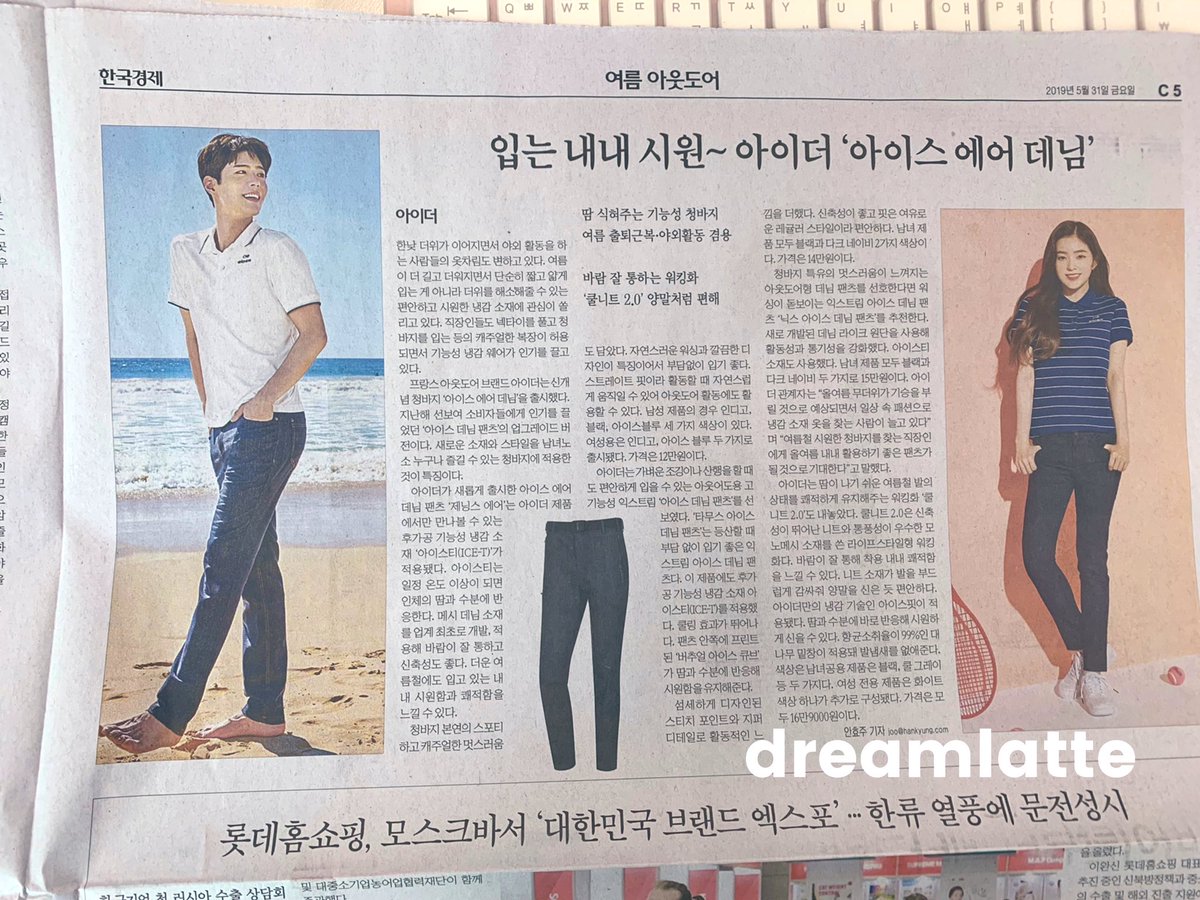 Q ㅃ
W ㅉ
E ㄸ
R ㄲ
T ㅆ
Y
U
I
한국경제
여름 아웃도어
2019년 5월 31일 금요일
C5
입는 내내 시원~ 아이더 ‘아이스 에어 데님’
아이더
한낮 더위가 이어지면서 야외 활동을 하
는 사람들의 옷차림도 변하고 있다. 여름
이 더 길고 더워지면서 단순히 짧고 얇게
입는 게 아니라 더위를 해소해줄 수 있는
편안하고 시원한 냉감 소재에 관심이 쏠
리고 있다. 직장인들도 넥타이를 풀고 청
바지를 입는 등의 캐주얼한 복장이 허용
되면서 기능성 냉감 웨어가 인기를 끌고
있다.
프랑스 아웃도어 브랜드 아이더는 신개
념 청바지 ‘아이스 에어 데님’을 출시했다.
지난해 선보여 소비자들에게 인기를 끌
었던 ‘아이스 데님 팬츠’의 업그레이드 버
전이다. 새로운 소재와 스타일을 남녀노
소 누구나 즐길 수 있는 청바지에 적용한
것이 특징이다.
아이더가 새롭게 출시한 아이스 에어
데님 팬츠 ‘제닝스 에어’는 아이더 제품
에서만 만나볼 수 있는
후가공 기능성 냉감 소
재 ‘아이스티(ICE-T)’가
적용됐다. 아이스티는
일정 온도 이상이 되면
인체의 땀과 수분에 반
응한다. 메시 데님 소재
를 업계 최초로 개발, 적
용해 바람이 잘 통하고
신축성도 좋다. 더운 여
름철에도 입고 있는 내
내 시원함과 쾌적함을
느낄 수 있다.
청바지 본연의 스포티
하고 캐주얼한 멋스러움
땀 식혀주는 기능성 청바지
여름 출퇴근복·야외활동 겸용
바람 잘 통하는 워킹화
‘쿨니트 2.0’ 양말처럼 편해
도 담았다. 자연스러운 워싱과 깔끔한 디
자인이 특징이어서 부담없이 입기 좋다.
스트레이트 핏이라 활동할 때 자연스럽
게 움직일 수 있어 아웃도어 활동에도 활
용할 수 있다. 남성 제품의 경우 인디고,
블랙, 아이스블루 세 가지 색상이 있다.
여성용은 인디고, 아이스 블루 두 가지로
출시됐다. 가격은 12만원이다.
아이더는 가벼운 조깅이나 산행을 할 때
도 편안하게 입을 수 있는 아웃어도용 고
기능성 익스트림 ‘아이스 데님 팬츠’를 선
보였다. ‘타무스 아이스
데님 팬츠’는 등산할 때
부담 없이 입기 좋은 익
스트림 아이스 데님 팬
츠다. 이 제품에도 후가
공 기능성 냉감 소재 아
이스티(ICE-T)를 적용했
다. 쿨링 효과가 뛰어나
다. 팬츠 안쪽에 프린트
된 ‘버추얼 아이스 큐브’
가 땀과 수분에 반응해
시원함을 유지해준다.
섬세하게 디자인된
스티치 포인트와 지퍼
디테일로 활동적인 느
낌을 더했다. 신축성이 좋고 핏은 여유로
운 레귤러 스타일이라 편안하다. 남녀 제
품 모두 블랙과 다크 네이비 2가지 색상이
다. 가격은 14만원이다.
청바지 특유의 멋스러움이 느껴지는
아웃도어형 데님 팬츠를 선호한다면 워
싱이 돋보이는 익스트림 아이스 데님 팬
츠 ‘닉스 아이스 데님 팬츠’를 추천한다.
새로 개발된 데님 라이크 원단을 사용해
활동성과 통기성을 강화했다. 아이스티
소재도 사용했다. 남녀 제품 모두 블랙과
다크 네이비 두 가지로 15만원이다. 아이
더 관계자는 “올여름 무더위가 기승을 부
릴 것으로 예상되면서 일상 속 패션으로
냉감 소재 옷을 찾는 사람이 늘고 있다”
며 “여름철 시원한 청바지를 찾는 직장인
에게 여름 내내 활용하기 좋은 팬츠가
될 것으로 기대한다”고 말했다.
아이더는 땀이 나기 쉬운 여름철 발의
상태를 쾌적하게 유지해주는 워킹화 ‘쿨
니트 2.0’도 내놓았다. 쿨니트 2.0은 신축
성이 뛰어난 니트와 통풍성이 우수한 모
노메시 소재를 쓴 라이프스타일형 워킹
화다. 바람이 잘 통해 착용 내내 쾌적함
을 느낄 수 있다. 니트 소재가 발을 부드
럽게 감싸줘 양말을 신은 듯 편안하다.
아이더만의 냉감 기술인 아이스핏이 적
용됐다. 땀과 수분에 바로 반응해 시원하
게 신을 수 있다. 항균소취율이 99%인 대
나무 밑창이 적용돼 발냄새를 없애준다.
색상은 남녀공용 제품은 블랙, 쿨 그레이
등 두 가지다. 여성 전용 제품은 화이트
색상 하나가 추가로 구성됐다. 가격은 모
두 16만9000원이다.
안효주 기자 joo@hankyung.com
dreamlatte
롯데홈쇼핑, 모스크바서 ‘대한민국 브랜드 엑스포’…한류 열풍에 문전성시
및 대중소기업농어업협력재단이 함께
을 올렸다.
이완신 롯데홈쇼핑 대표
추진 중인 신북방정책과 중